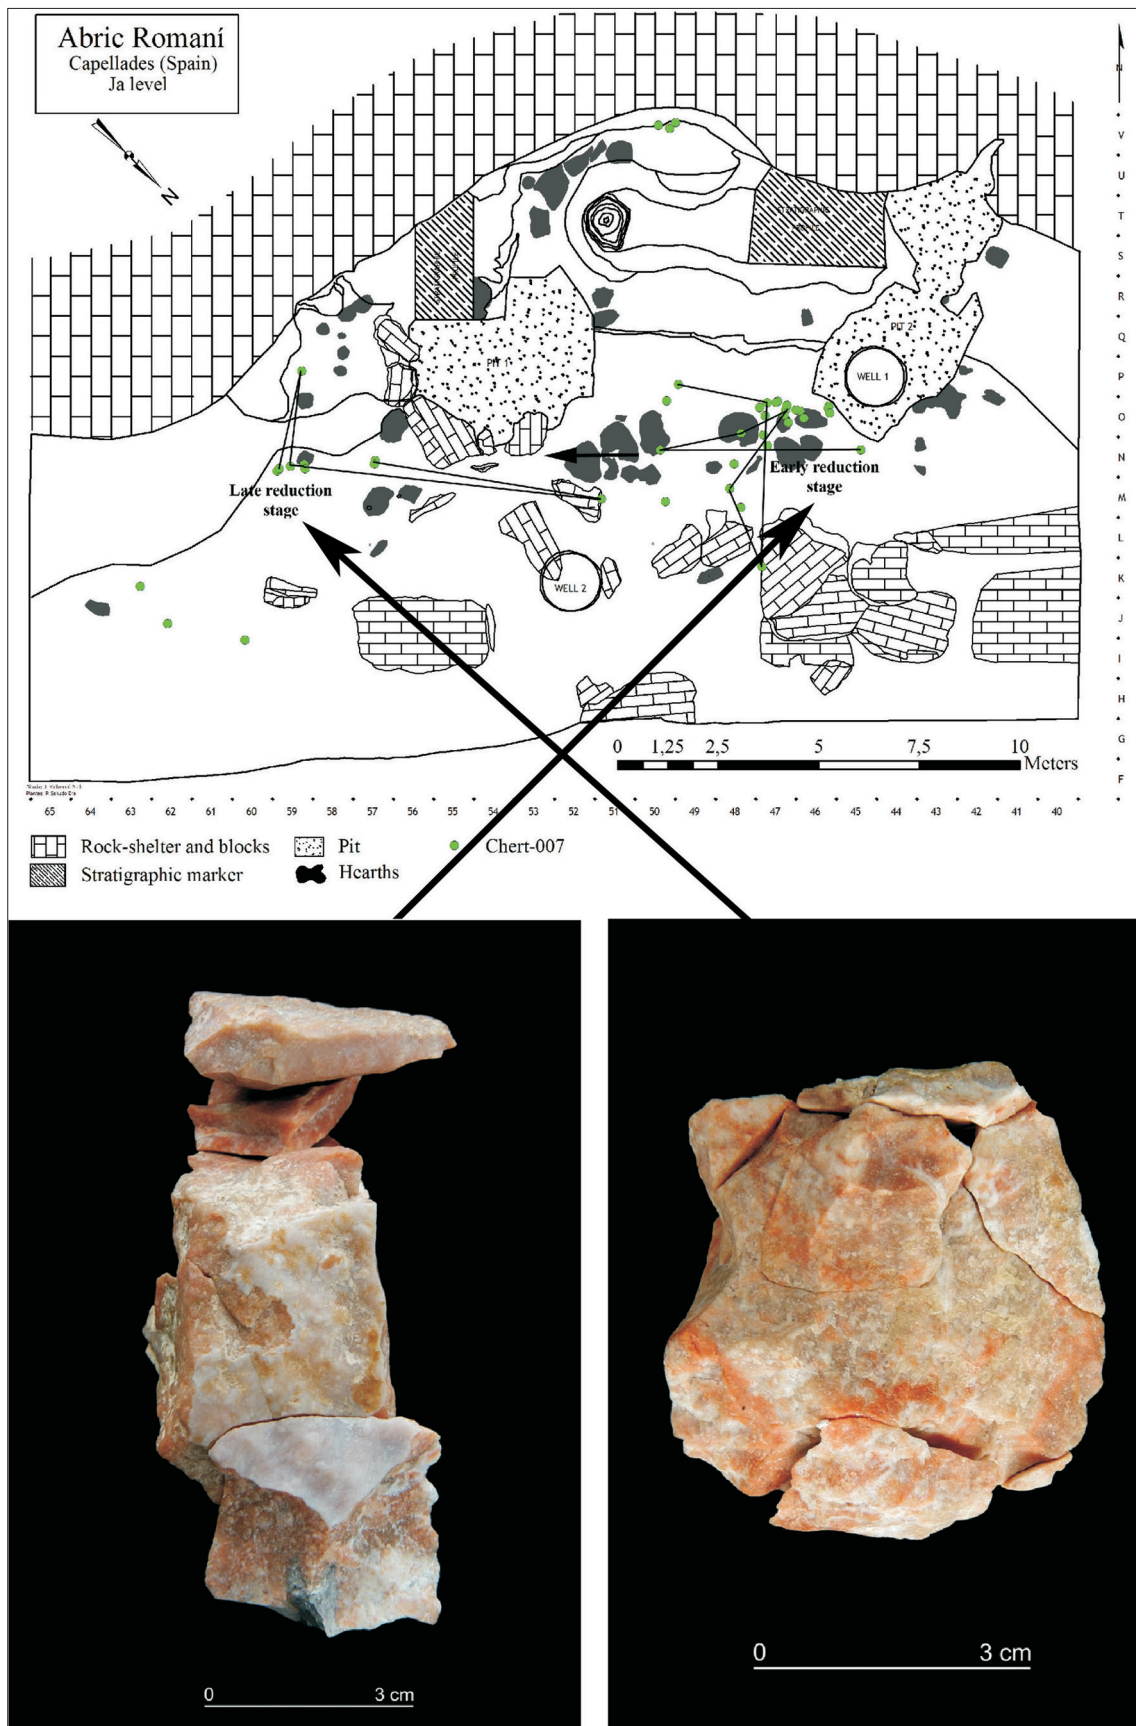 Abric Romaní
Capellades (Spain)
Ja level
N
N
V
U
T
S
R
Q
P
O
N
M
L
K
J
I
H
G
F
PIT 1
PIT 2
WELL 1
Early reduction
stage
Late reduction
stage
WELL 2
0 1,25 2,5 5 7,5 10
Meters
65 64 63 62 61 60 59 58 57 56 55 54 53 52 51 50 49 48 47 46 45 44 43 42 41 40
Rock-shelter and blocks
Pit
Chert-007
Stratigraphic marker
Hearths
0 3 cm
0 3 cm